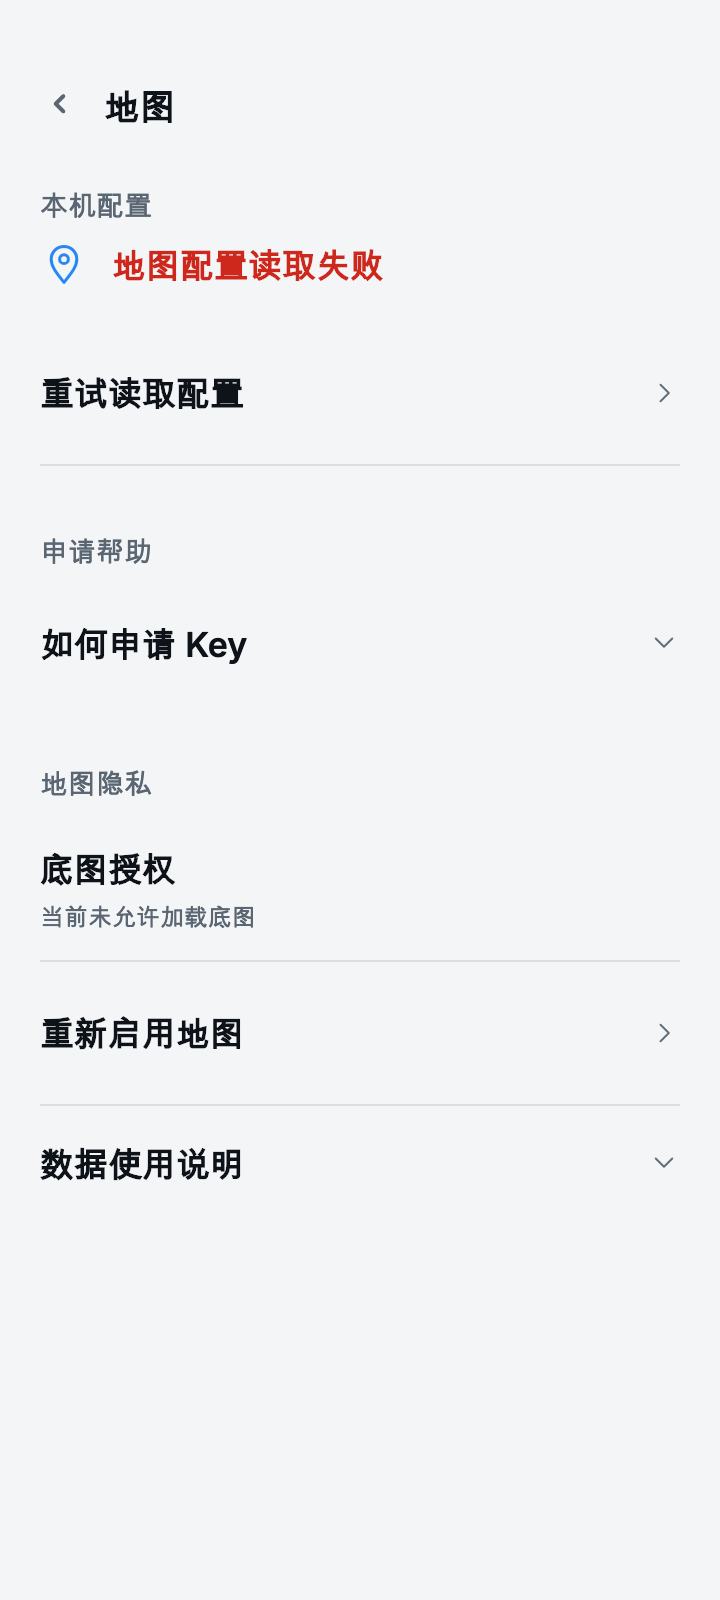 地图
本机配置
地图配置读取失败
重试读取配置
申请帮助
如何申请 Key
地图隐私
底图授权
当前未允许加载底图
重新启用地图
数据使用说明